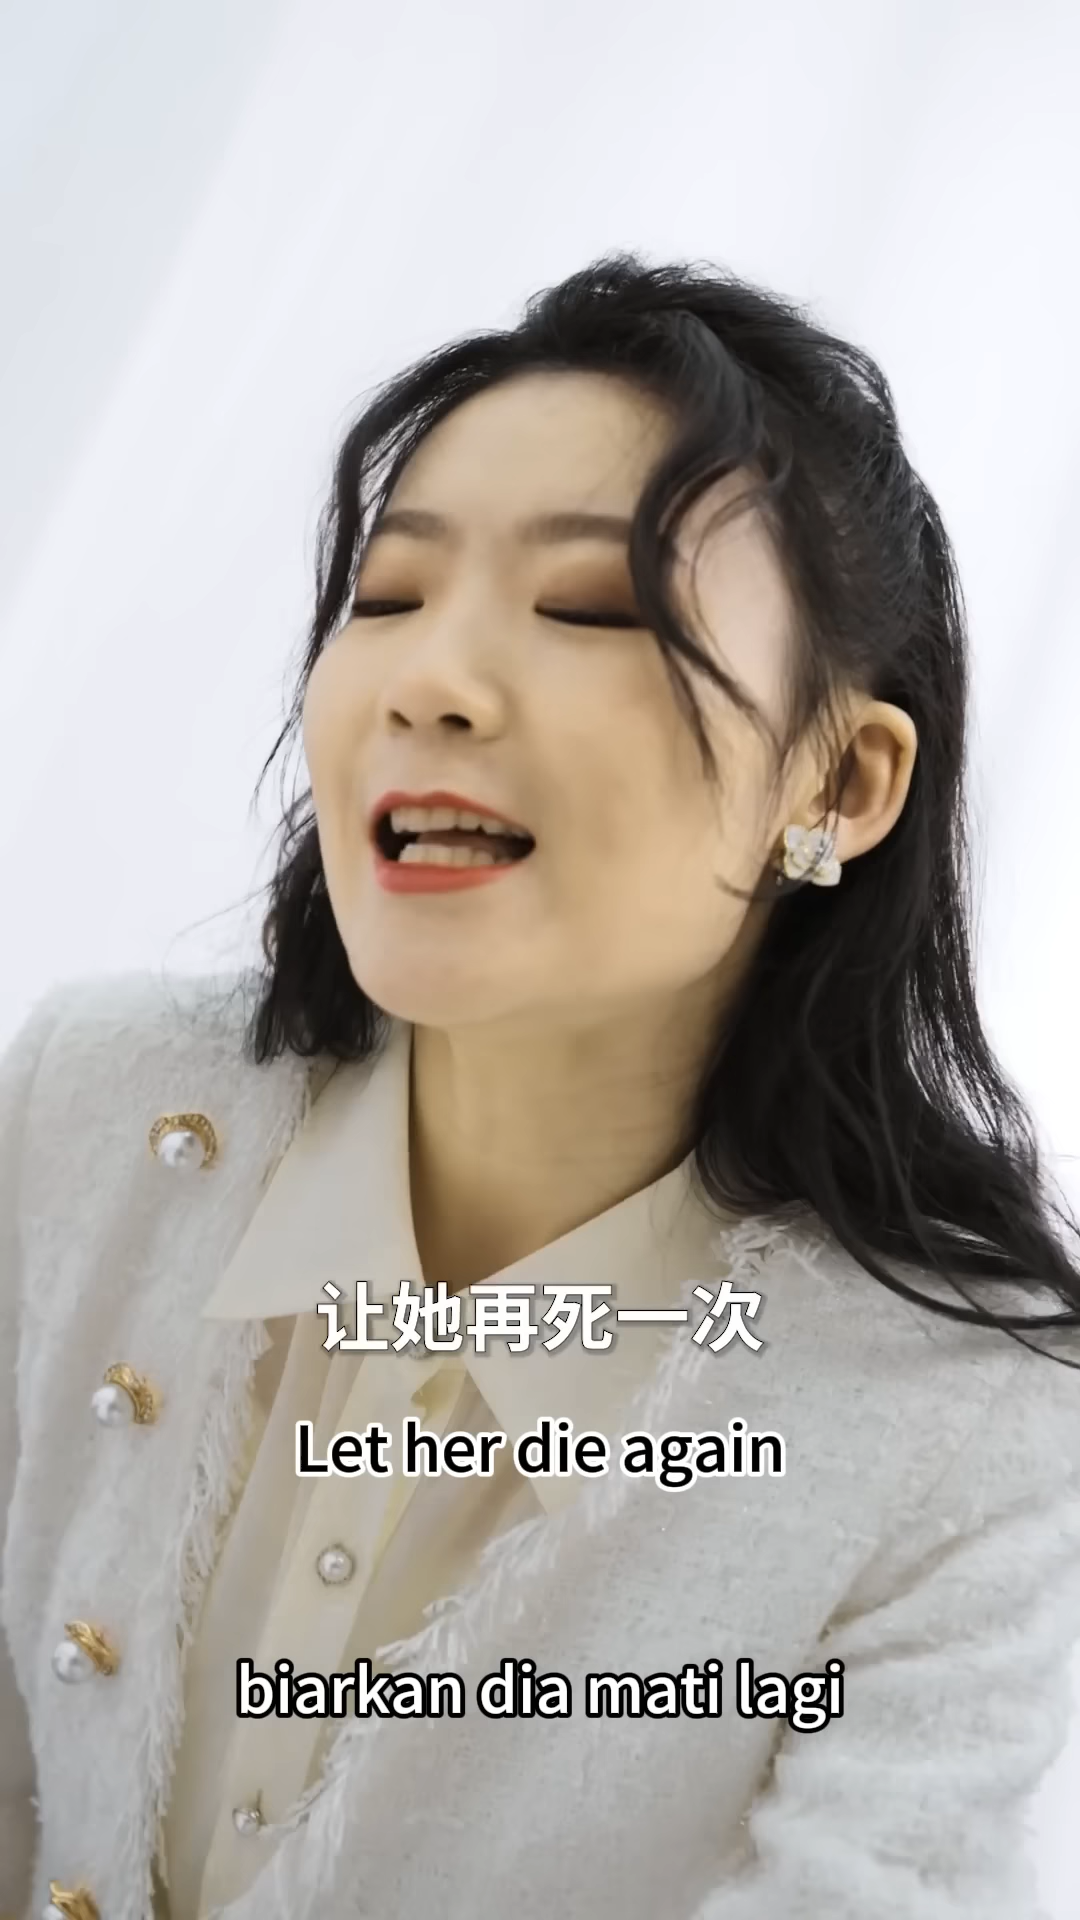 让她再死一次
Let her die again
biarkan dia mati lagi